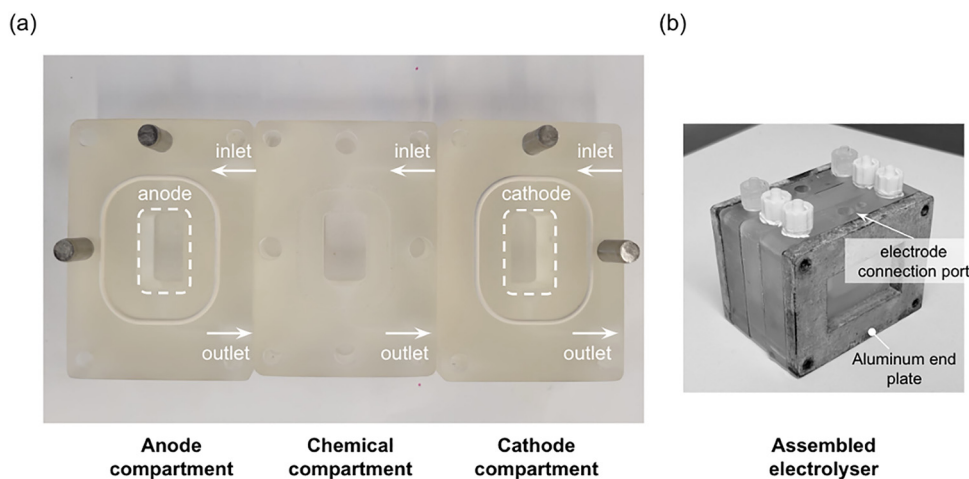 (a)
(b)
inlet
inlet
inlet
anode
cathode
outlet
outlet
outlet
electrode
connection port
Aluminum end
plate
Anode
compartment
Chemical
compartment
Cathode
compartment
Assembled
electrolyser